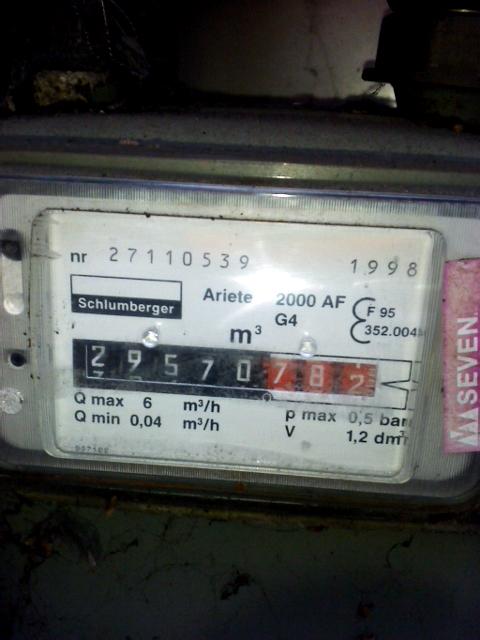 nr 27110539 1998
Schlumberger
Ariete 2000 AF
G4
F 95
352.004
m³
29570782
Q max 6 m³/h
Q min 0,04 m³/h
p max 0,5 bar
V 1,2 dm³
SEVEN